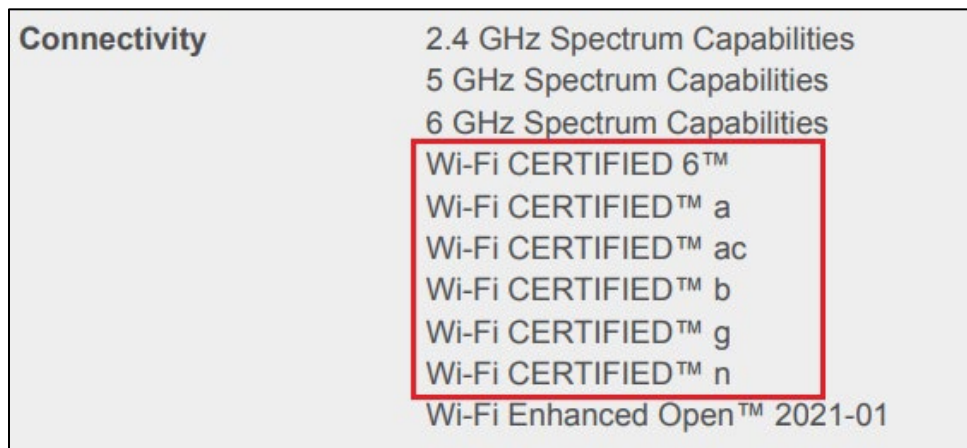 Connectivity 2.4 GHz Spectrum Capabilities
5 GHz Spectrum Capabilities
6 GHz Spectrum Capabilities
Wi-Fi CERTIFIED 6™
Wi-Fi CERTIFIED™ a
Wi-Fi CERTIFIED™ ac
Wi-Fi CERTIFIED™ b
Wi-Fi CERTIFIED™ g
Wi-Fi CERTIFIED™ n
Wi-Fi Enhanced Open™ 2021-01